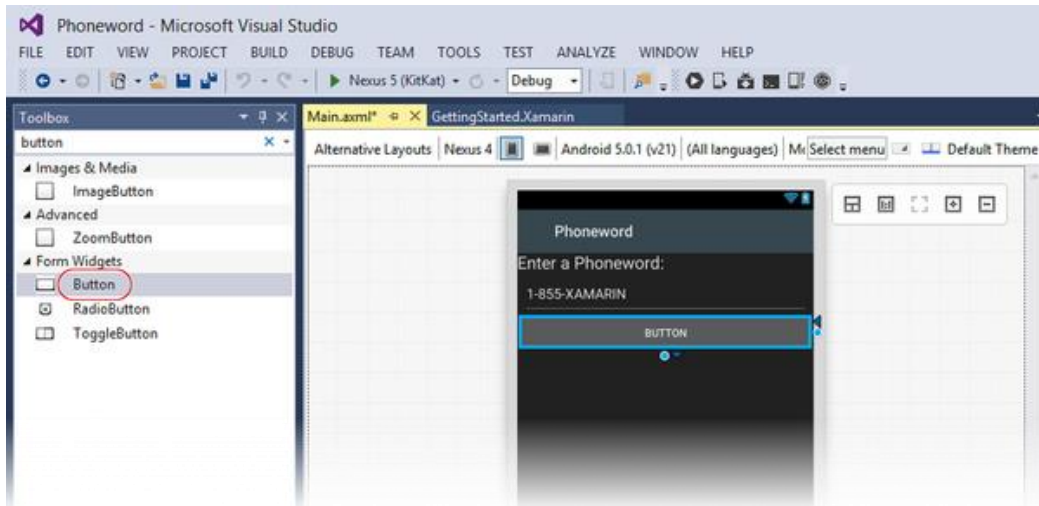 Phoneword - Microsoft Visual Studio
FILE EDIT VIEW PROJECT BUILD DEBUG TEAM TOOLS TEST ANALYZE WINDOW HELP
Nexus 5 (KitKat) Debug
Toolbox
button
Images & Media
ImageButton
Advanced
ZoomButton
Form Widgets
Button
RadioButton
ToggleButton
Main.axml* GettingStarted.Xamarin
Alternative Layouts Nexus 4 Android 5.0.1 (v21) (All languages) Select menu Default Theme
Phoneword
Enter a Phoneword:
1-855-XAMARIN
BUTTON